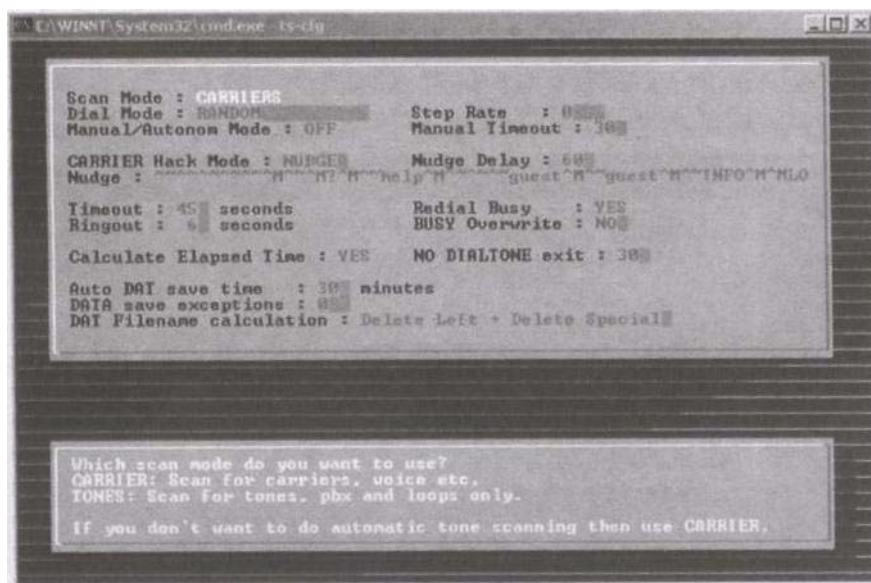 C:\WINNT\System32\cmd.exe - ts-cfg
Scan Mode : CARRIERS
Dial Mode : RANDOM Step Rate : 0
Manual/Autonom Mode : OFF Manual Timeout : 30
CARRIER Hack Mode : NUDGE Nudge Delay : 60
Nudge : ^M^^M?^M^^help^M^^^^^^guest^M^^guest^M^^INFO^M^MLO
Timeout : 45 seconds Redial Busy : YES
Ringout : 6 seconds BUSY Overwrite : NO
Calculate Elapsed Time : YES NO DIALTONE exit : 30
Auto DAT save time : 30 minutes
DATA save exceptions :
DAT Filename calculation : Delete Left + Delete Special
Which scan mode do you want to use?
CARRIER: Scan for carriers, voice etc.
TONES: Scan for tones, pbx and loops only.
If you don't want to do automatic tone scanning then use CARRIER.